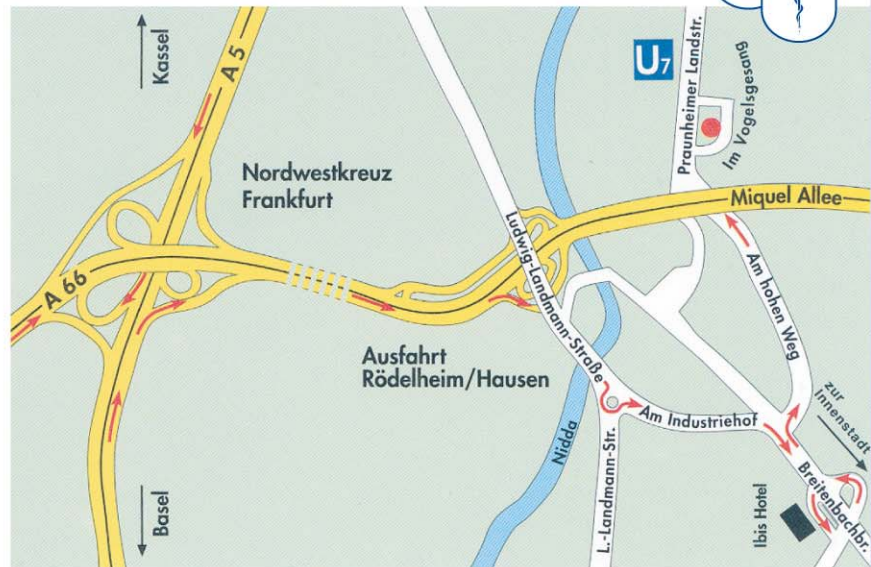 Kassel
A 5
U7
Praunheimer Landstr.
Im Vogelsgesang
Nordwestkreuz
Frankfurt
Miquel Allee
Ludwig-Landmann-Straße
A 66
Am hohen Weg
Ausfahrt
Rödelheim/Hausen
zur
Innenstadt
Am Industriehof
Nidda
Basel
L.-Landmann-Str.
Ibis Hotel
Breitenbachbr.